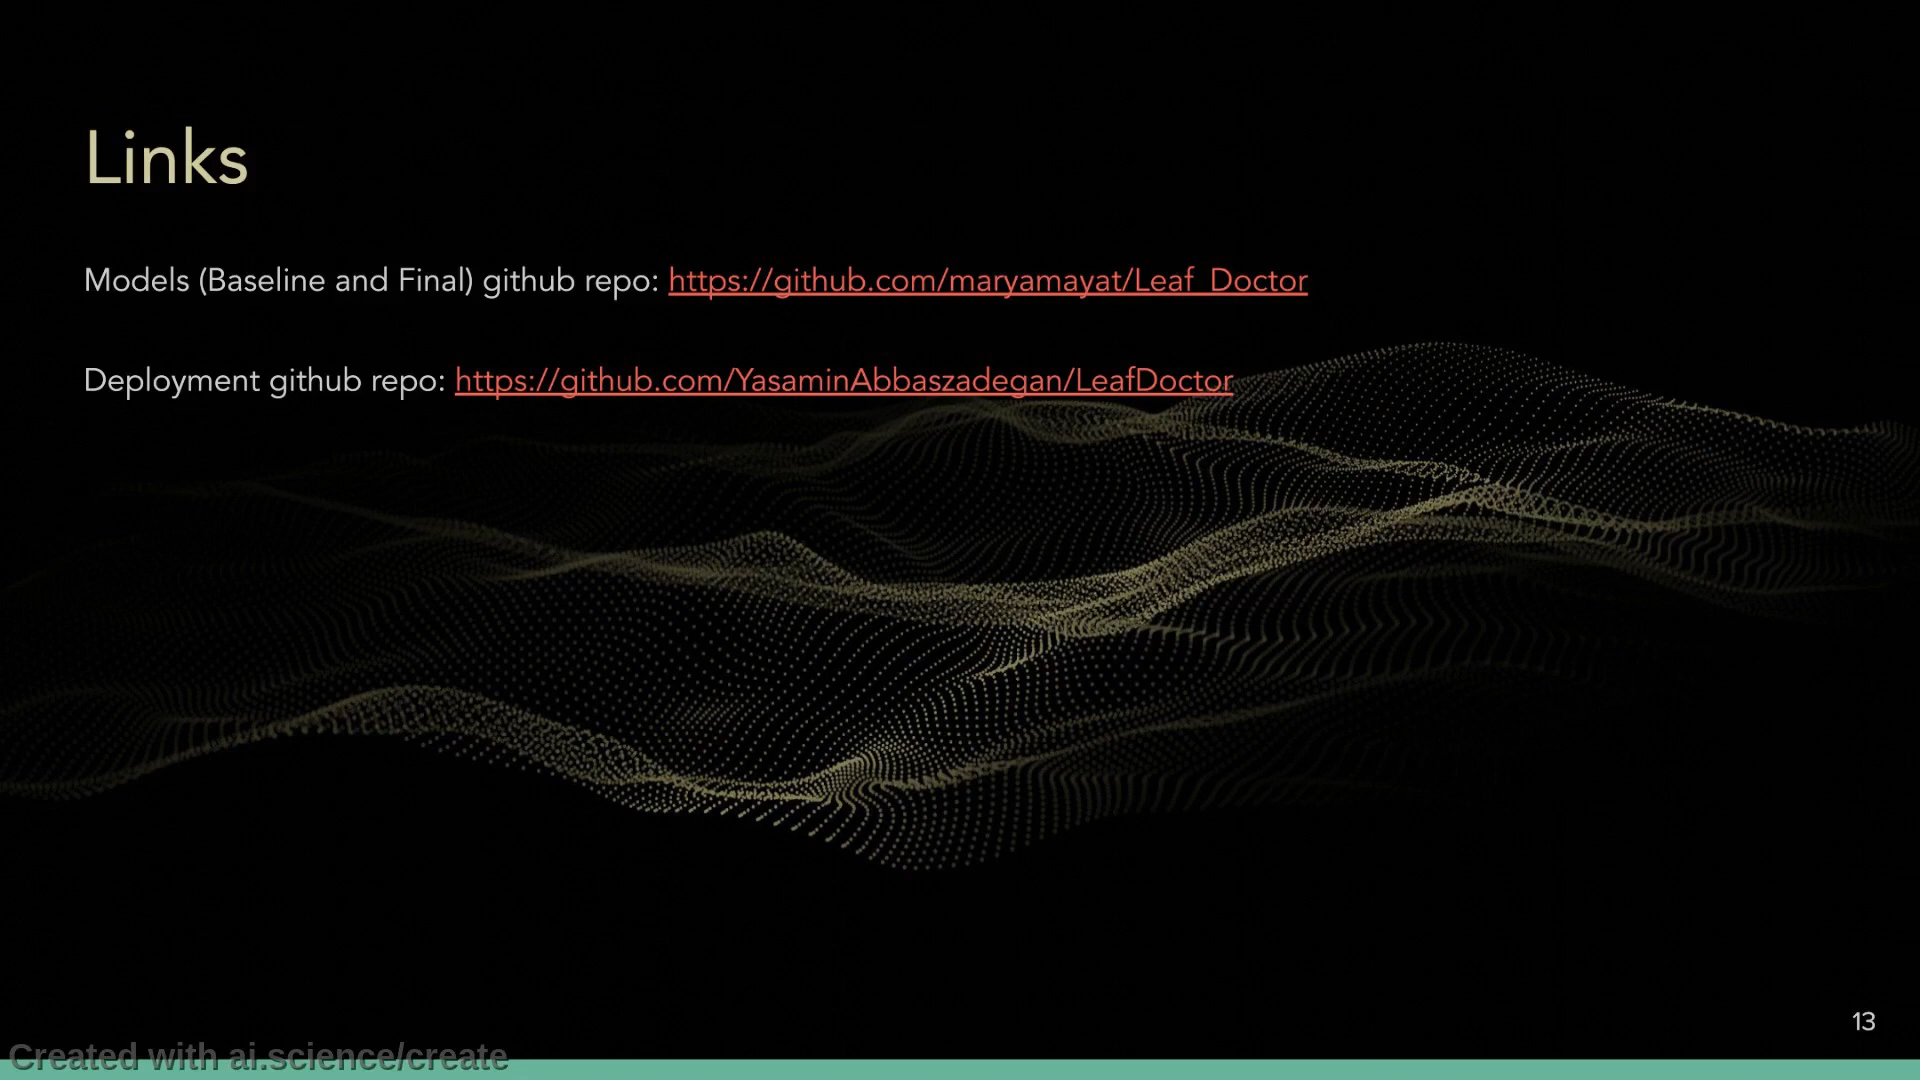 Links
Models (Baseline and Final) github repo: https://github.com/maryamayat/Leaf_Doctor
Deployment github repo: https://github.com/YasaminAbbaszadegan/LeafDoctor
13
Created with ai.science/create